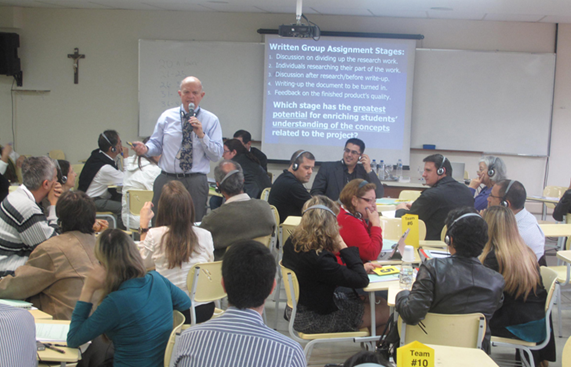 Written Group Assignment Stages:
1. Discussion on dividing up the research work.
2. Individuals researching their part of the work.
3. Discussion after research/before write-up.
4. Writing-up the document to be turned in.
5. Feedback on the finished product's quality.
Which stage has the greatest
potential for enriching students'
understanding of the concepts
related to the project?
Team
#10